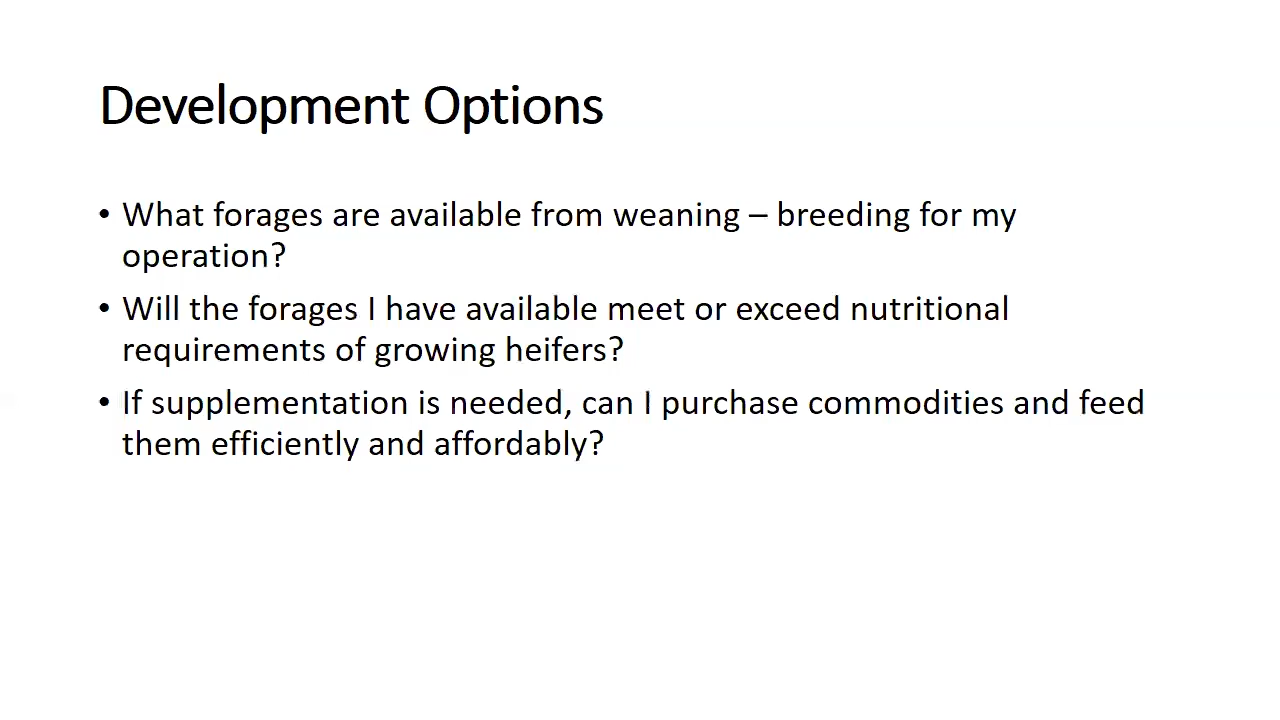 Development Options
• What forages are available from weaning – breeding for my
operation?
• Will the forages I have available meet or exceed nutritional
requirements of growing heifers?
• If supplementation is needed, can I purchase commodities and feed
them efficiently and affordably?